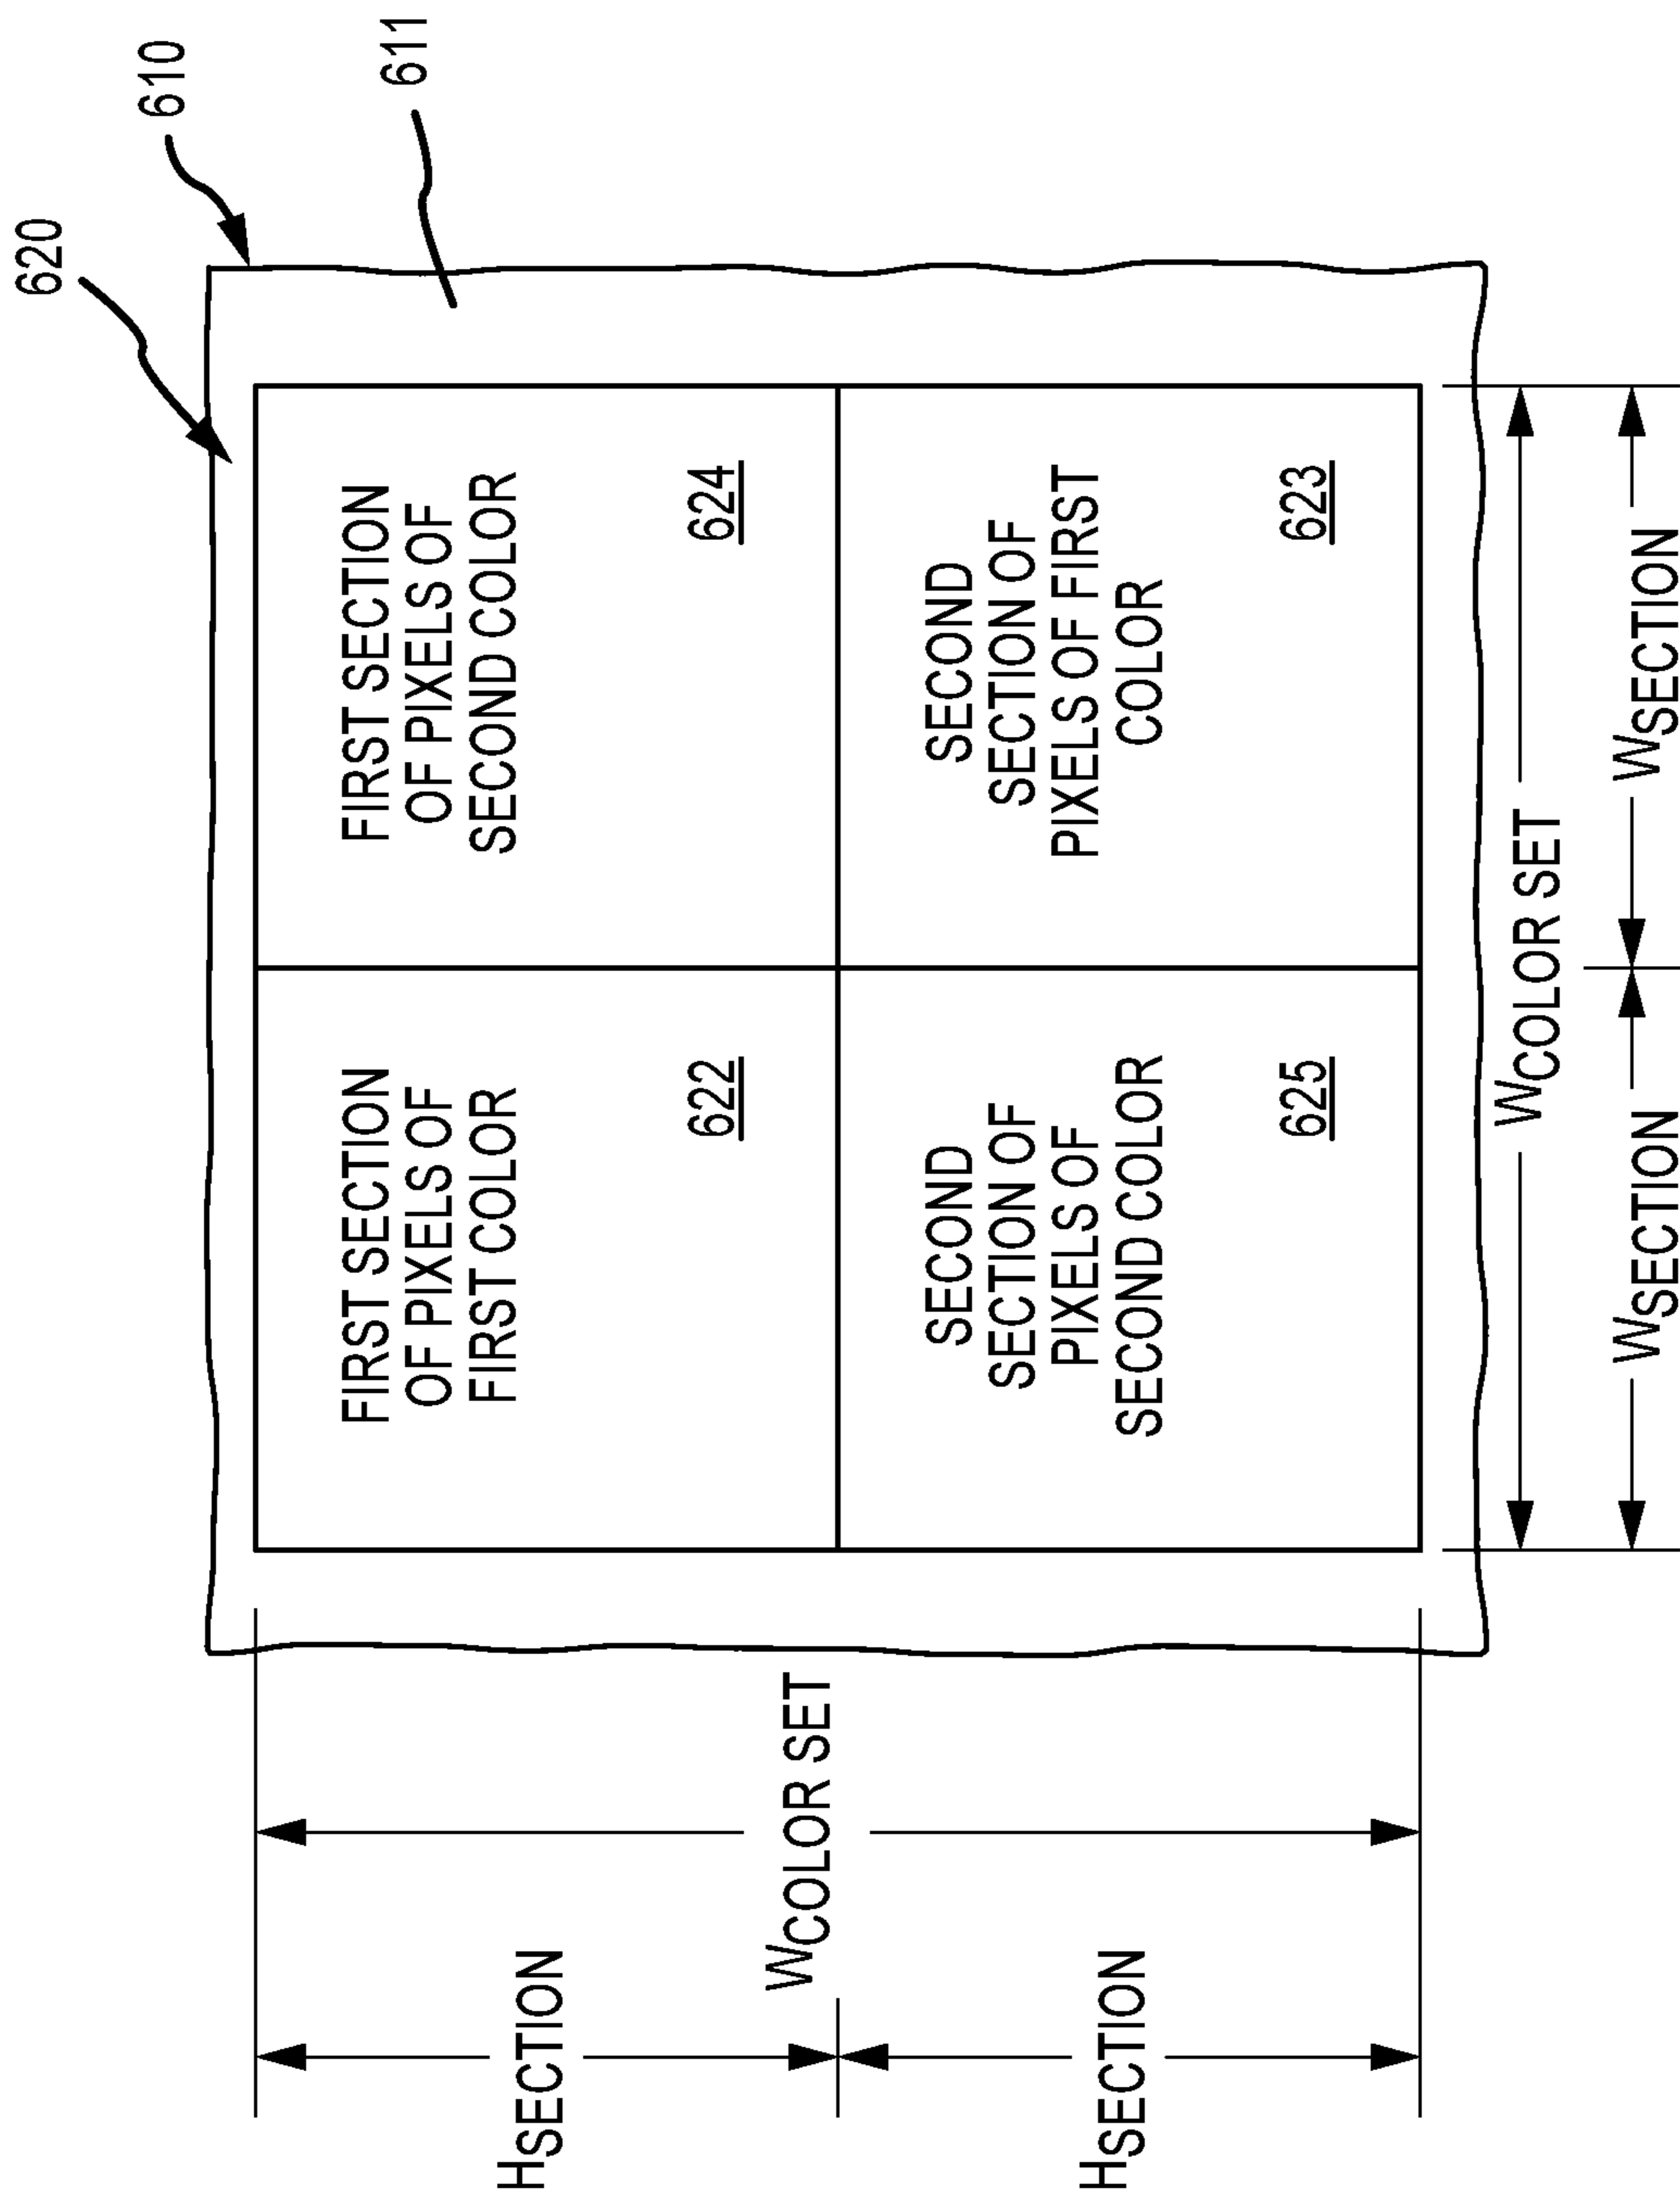 620
610
611
FIRST SECTION
OF PIXELS OF
FIRST COLOR
622
FIRST SECTION
OF PIXELS OF
SECOND COLOR
624
SECOND
SECTION OF
PIXELS OF
SECOND COLOR
625
SECOND
SECTION OF
PIXELS OF FIRST
COLOR
623
HSECTION
HSECTION
WCOLOR SET
WCOLOR SET
WSECTION
WSECTION